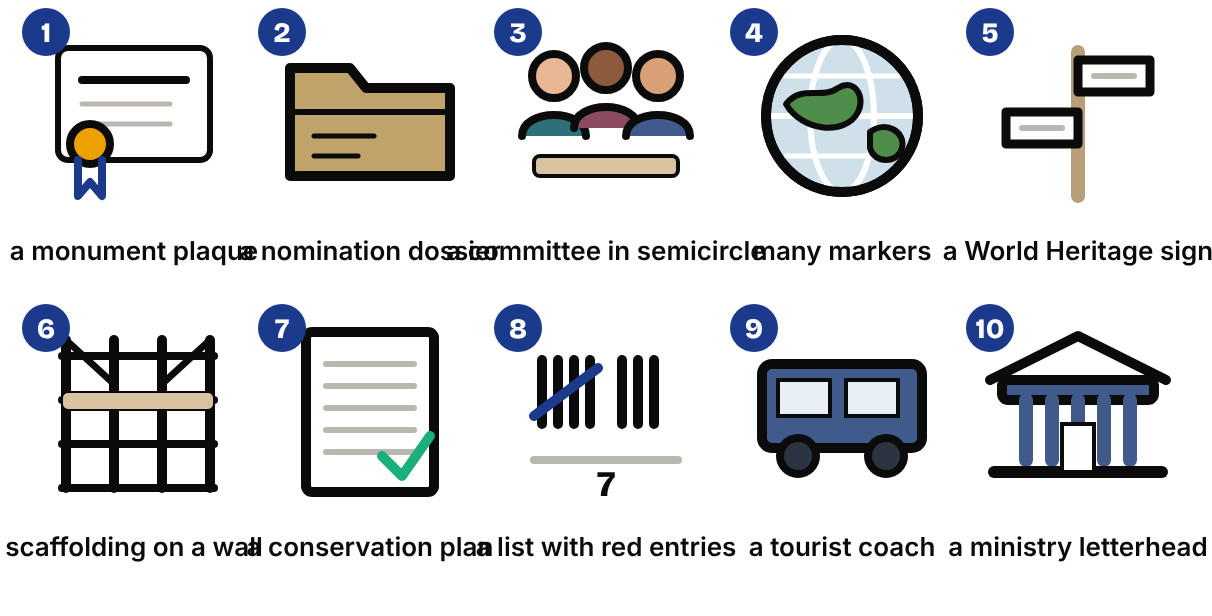 1
2
3
4
5
a monument plaque
a nomination dossier
a committee in semicircle
many markers
a World Heritage sign
6
7
8
9
10
7
scaffolding on a wall
a conservation plan
a list with red entries
a tourist coach
a ministry letterhead